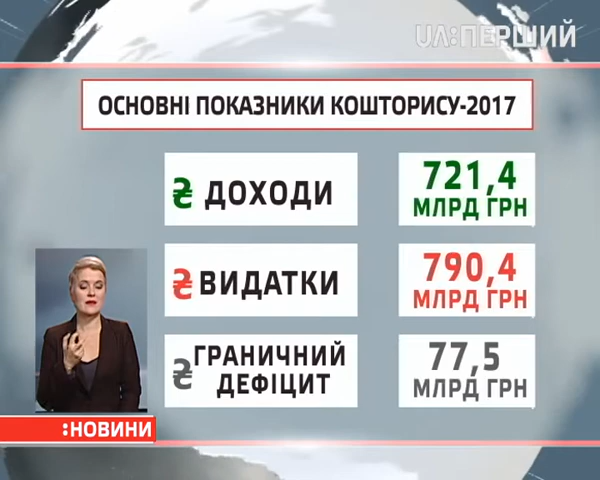 UA:ПЕРШИЙ
ОСНОВНІ ПОКАЗНИКИ КОШТОРИСУ-2017
₴ ДОХОДИ
721,4
МЛРД ГРН
₴ ВИДАТКИ
790,4
МЛРД ГРН
₴ ГРАНИЧНИЙ
ДЕФІЦИТ
77,5
МЛРД ГРН
:НОВИНИ